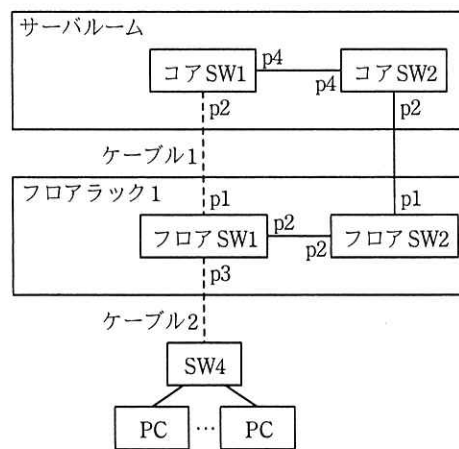 サーバルーム
コアSW1
p4
p4
コアSW2
p2
p2
ケーブル1
フロアラック1
p1
p1
フロアSW1
p2
p2
フロアSW2
p3
ケーブル2
SW4
PC
…
PC